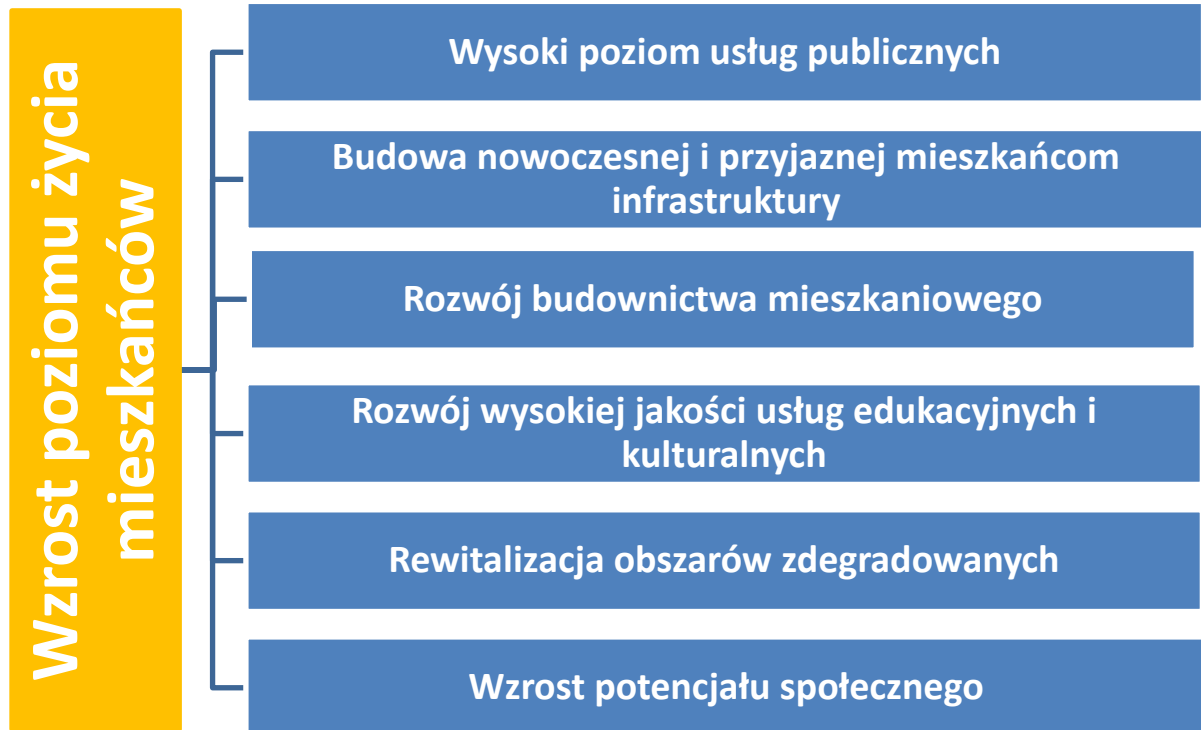 Wzrost poziomu życia
mieszkańców
Wysoki poziom usług publicznych
Budowa nowoczesnej i przyjaznej mieszkańcom
infrastruktury
Rozwój budownictwa mieszkaniowego
Rozwój wysokiej jakości usług edukacyjnych i
kulturalnych
Rewitalizacja obszarów zdegradowanych
Wzrost potencjału społecznego